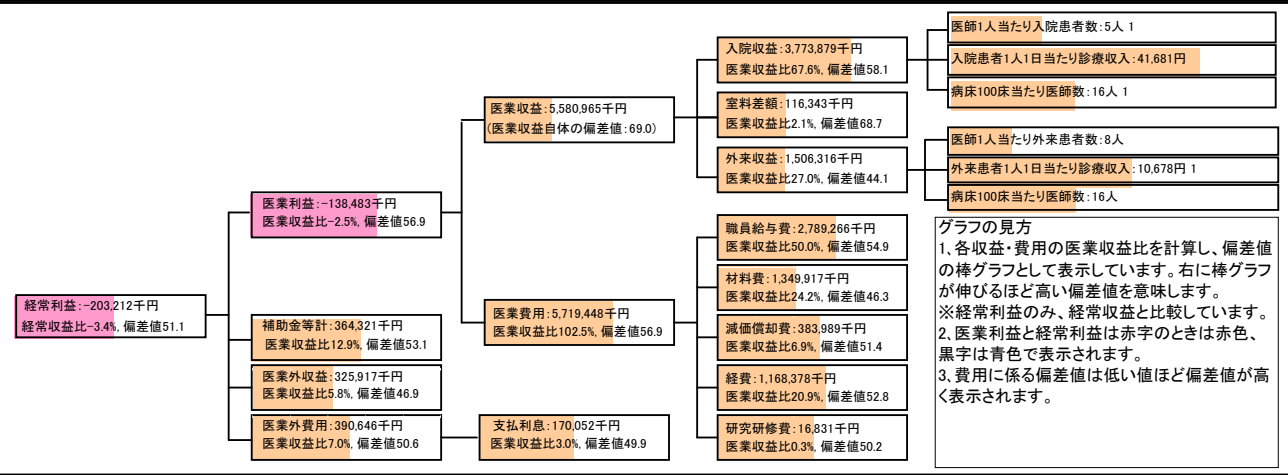 経常利益:-203,212千円
経常収比-3.4%, 偏差値51.1
医業利益:-138,483千円
医業収益比-2.5%, 偏差値56.9
補助金等計:364,321千円
医業収益比12.9%, 偏差値53.1
医業外収益:325,917千円
医業収益比5.8%, 偏差値46.9
医業外費用:390,646千円
医業収益比7.0%, 偏差値50.6
医業収益:5,580,965千円
(医業収益自体の偏差値:69.0)
医業費用:5,719,448千円
医業収益比102.5%, 偏差値56.9
支払利息:170,052千円
医業収益比3.0%, 偏差値49.9
入院収益:3,773,879千円
医業収益比67.6%, 偏差値58.1
室料差額:116,343千円
医業収益比2.1%, 偏差値68.7
外来収益:1,506,316千円
医業収益比27.0%, 偏差値44.1
職員給与費:2,789,266千円
医業収益比50.0%, 偏差値54.9
材料費:1,349,917千円
医業収益比24.2%, 偏差値46.3
減価償却費:383,989千円
医業収益比6.9%, 偏差値51.4
経費:1,168,378千円
医業収益比20.9%, 偏差値52.8
研究研修費:16,831千円
医業収益比0.3%, 偏差値50.2
医師1人当たり入院患者数:5人 1
入院患者1人1日当たり診療収入:41,681円
病床100床当たり医師数:16人 1
医師1人当たり外来患者数:8人
外来患者1人1日当たり診療収入:10,678円 1
病床100床当たり医師数:16人
グラフの見方
1、各収益・費用の医業収益比を計算し、偏差値
の棒グラフとして表示しています。右に棒グラフ
が伸びるほど高い偏差値を意味します。
※経常利益のみ、経常収益と比較しています。
2、医業利益と経常利益は赤字のときは赤色、
黒字は青色で表示されます。
3、費用に係る偏差値は低い値ほど偏差値が高
く表示されます。